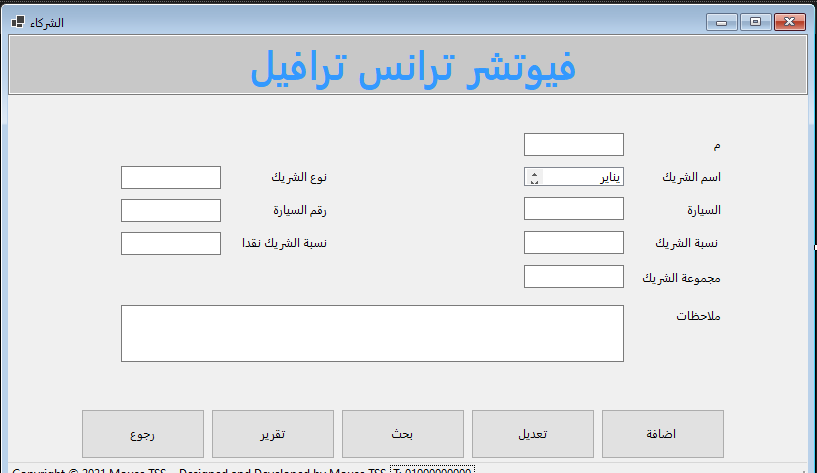 الشركاء
فيوتشر ترانس ترافيل
م
اسم الشريك يناير نوع الشريك
السيارة رقم السيارة
نسبة الشريك نسبة الشريك نقدا
مجموعة الشريك
ملاحظات
اضافة تعديل بحث تقرير رجوع
Copyright © 2021 Mousa TSS - Designed and Developed by Mousa TSS T: 01000000000